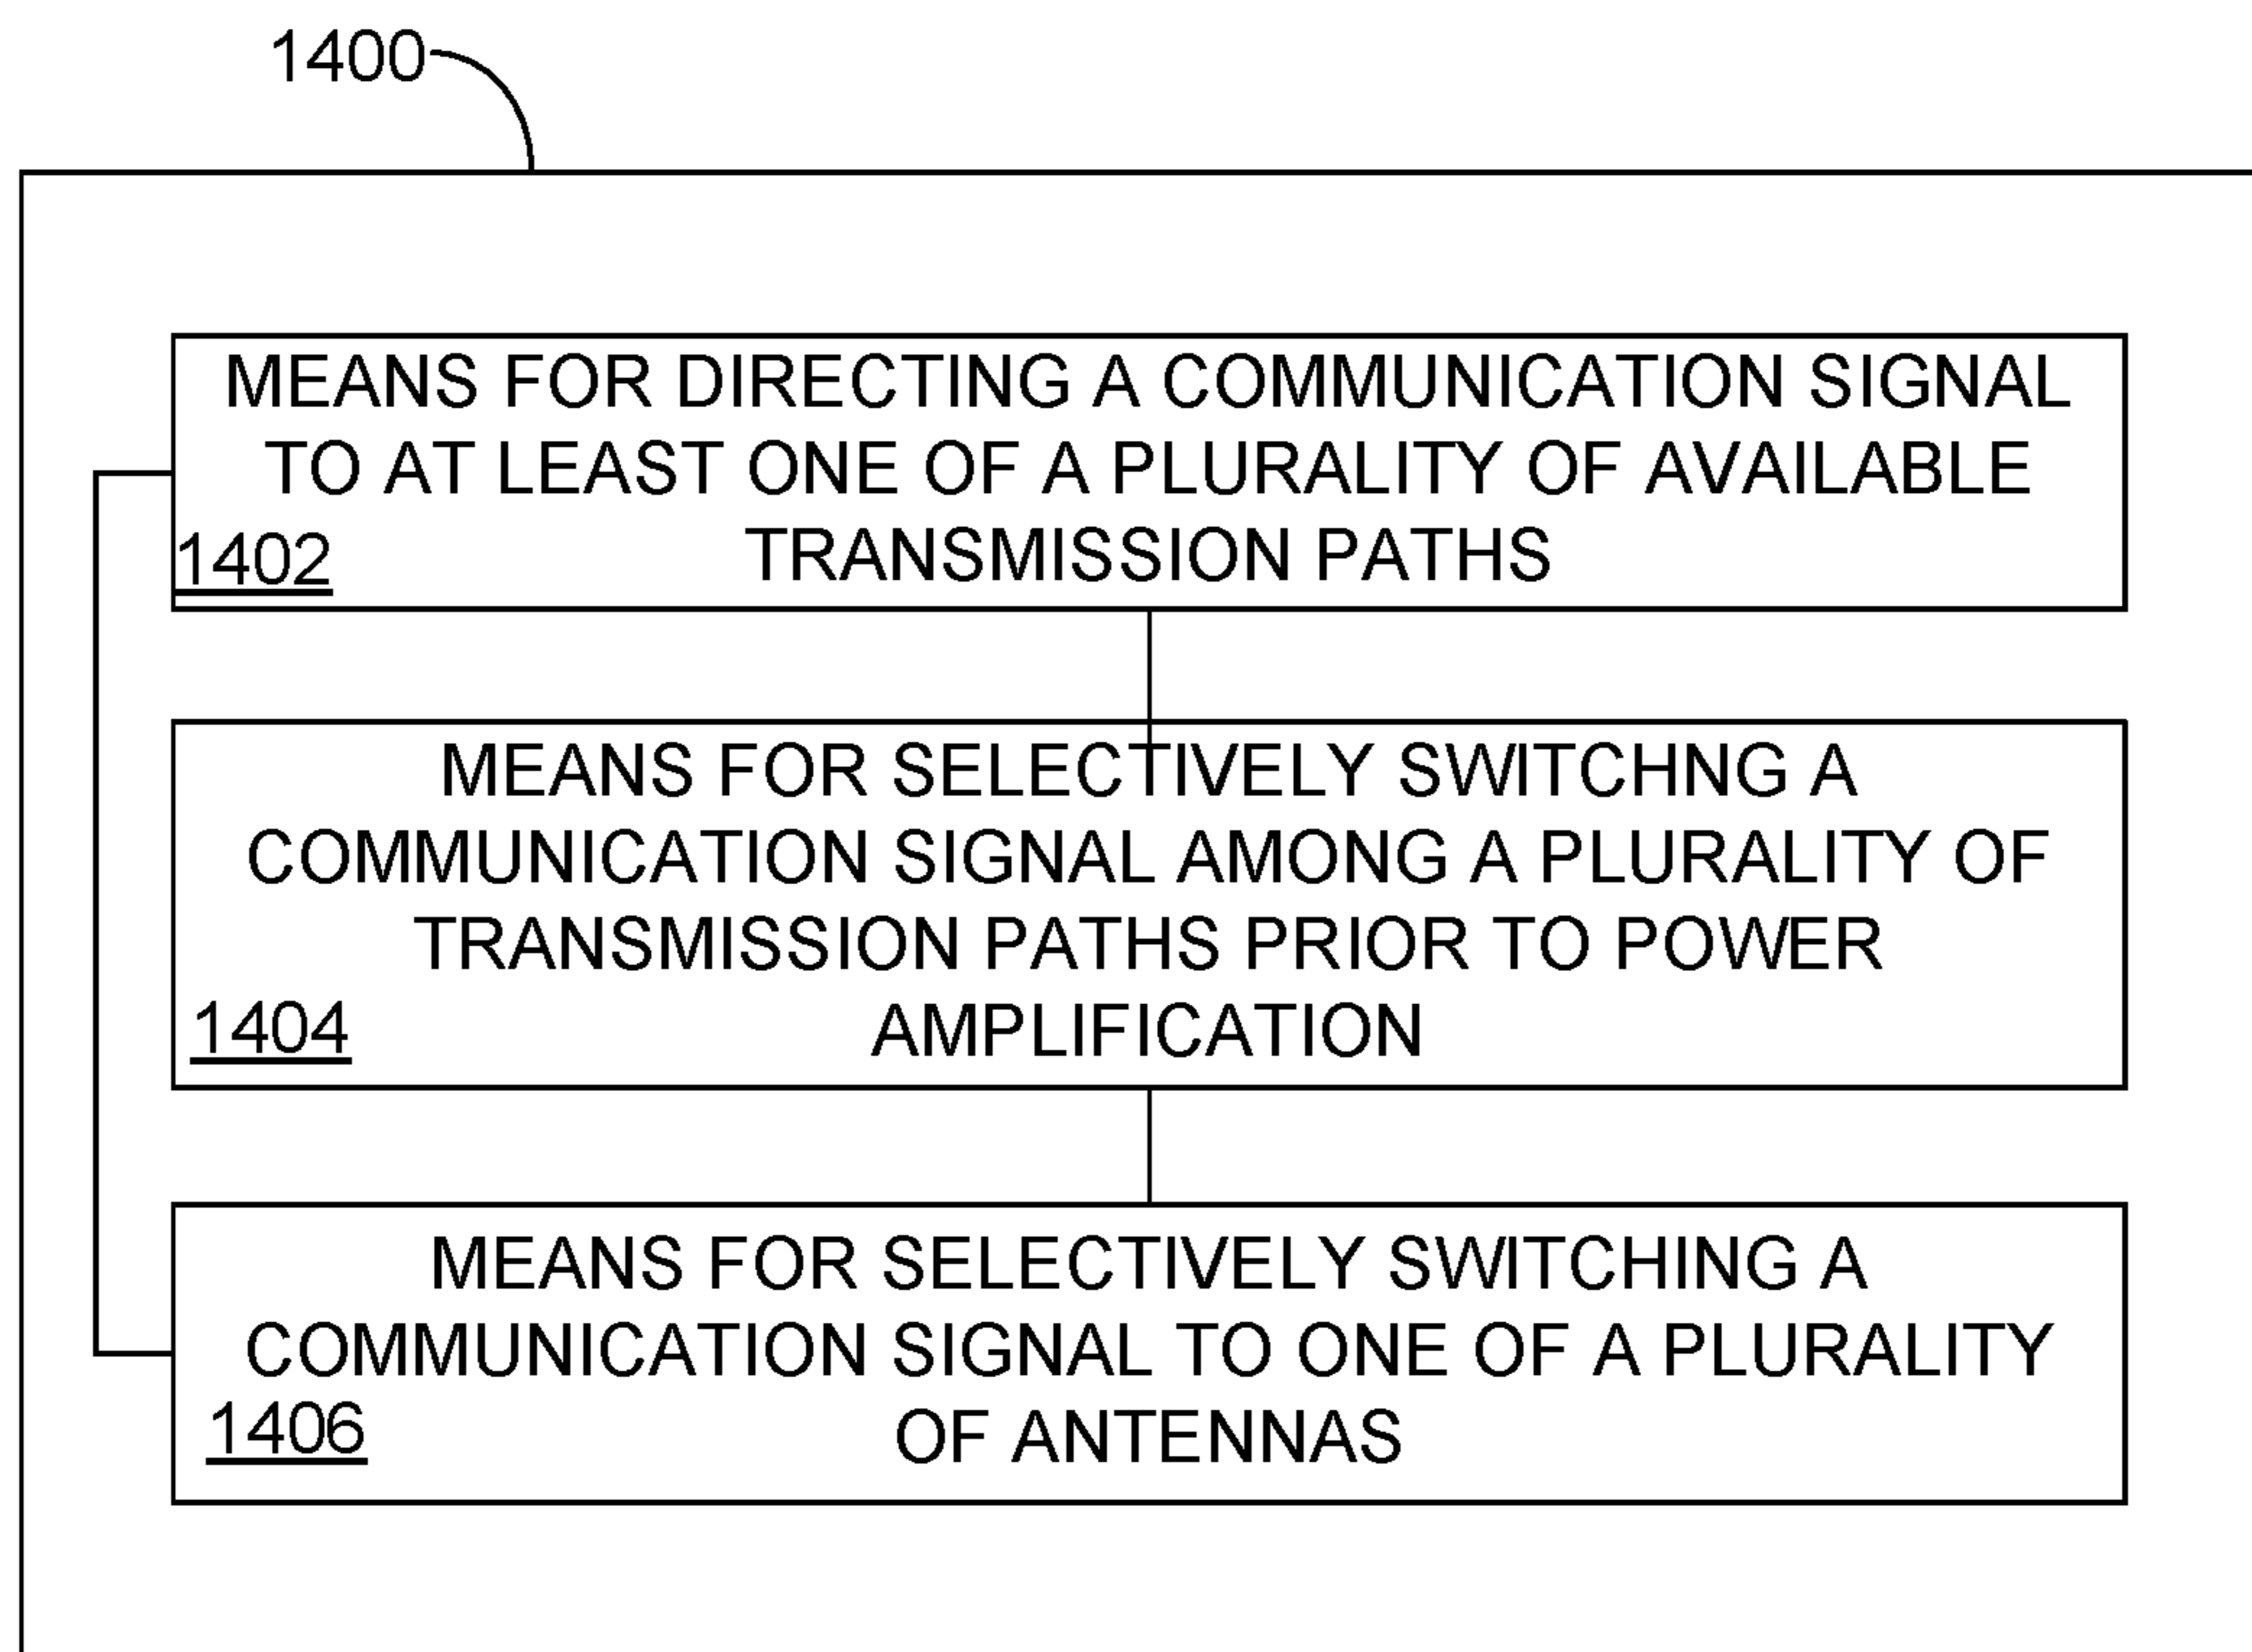 1400
MEANS FOR DIRECTING A COMMUNICATION SIGNAL
TO AT LEAST ONE OF A PLURALITY OF AVAILABLE
TRANSMISSION PATHS
1402
MEANS FOR SELECTIVELY SWITCHNG A
COMMUNICATION SIGNAL AMONG A PLURALITY OF
TRANSMISSION PATHS PRIOR TO POWER
AMPLIFICATION
1404
MEANS FOR SELECTIVELY SWITCHING A
COMMUNICATION SIGNAL TO ONE OF A PLURALITY
OF ANTENNAS
1406